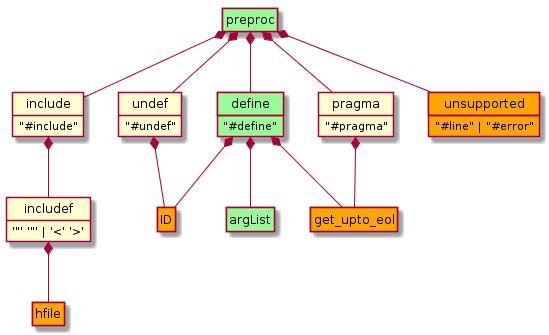 preproc
include
"#include"
undef
"#undef"
define
"#define"
pragma
"#pragma"
unsupported
"#line" | "#error"
includef
'"' '"' | '<' '>'
ID
argList
get_upto_eol
hfile